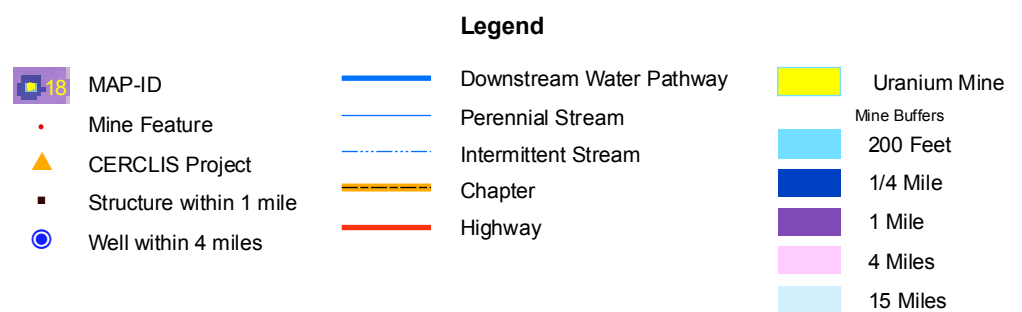 Legend
18
MAP-ID
Mine Feature
CERCLIS Project
Structure within 1 mile
Well within 4 miles
Downstream Water Pathway
Perennial Stream
Intermittent Stream
Chapter
Highway
Uranium Mine
Mine Buffers
200 Feet
1/4 Mile
1 Mile
4 Miles
15 Miles